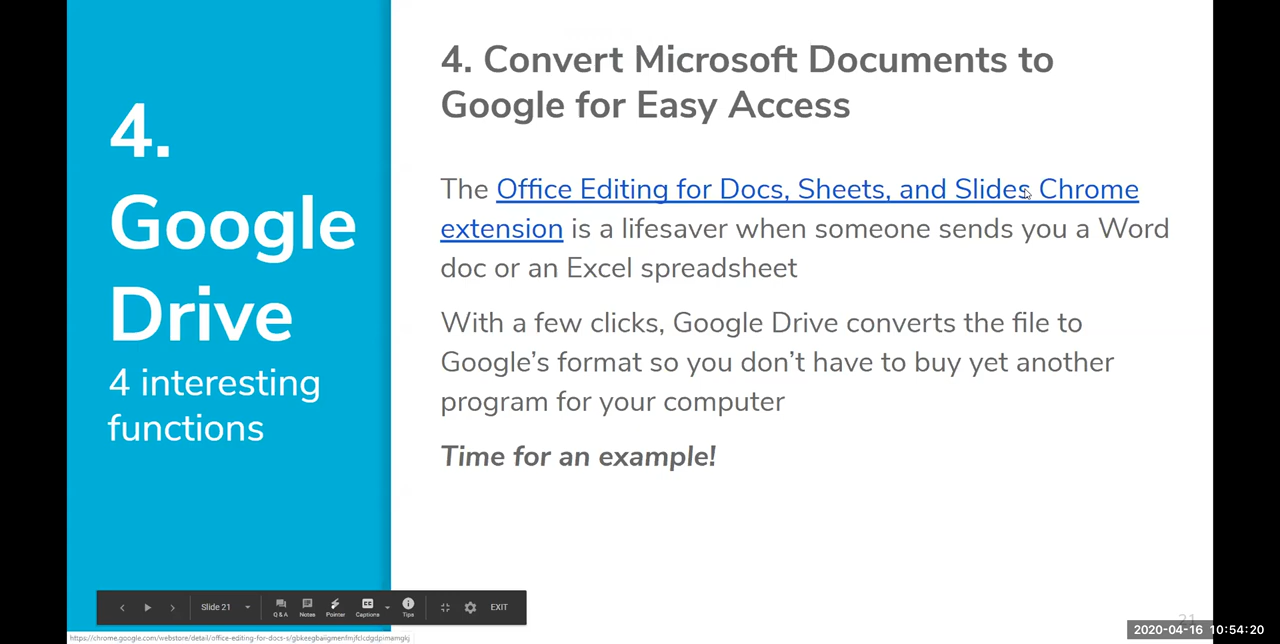 4.
Google
Drive
4 interesting
functions
4. Convert Microsoft Documents to
Google for Easy Access
The Office Editing for Docs, Sheets, and Slides Chrome
extension is a lifesaver when someone sends you a Word
doc or an Excel spreadsheet
With a few clicks, Google Drive converts the file to
Google’s format so you don’t have to buy yet another
program for your computer
Time for an example!
Slide 21
Q & A
Notes
Pointer
Captions
Tips
EXIT
21
2020-04-16 10:54:20